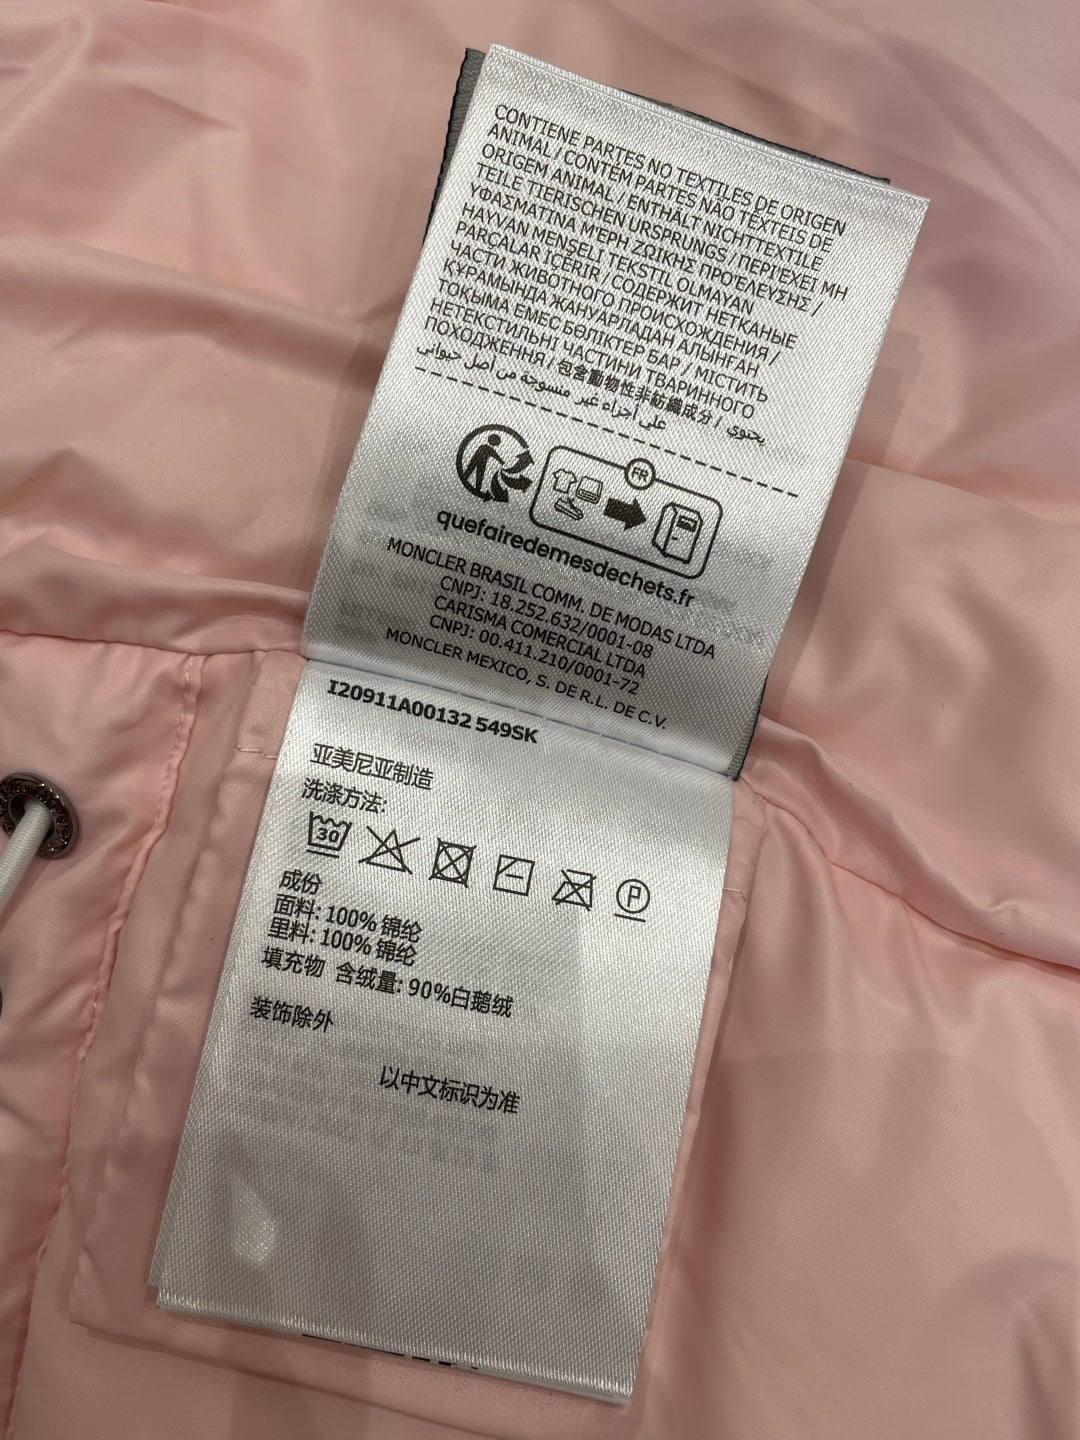 CONTIENE PARTES NO TEXTILES DE ORIGEN
ANIMAL / CONTÉM PARTES NÃO TÊXTEIS DE
ORIGEM ANIMAL / ENTHÄLT NICHTTEXTILE
TEILE TIERISCHEN URSPRUNGS / ΠΕΡΙΈΧΕΙ ΜΗ
ΥΦΑΣΜΆΤΙΝΑ ΜΈΡΗ ΖΩΙΚΉΣ ΠΡΟΈΛΕΥΣΗΣ /
HAYVAN MENŞELİ TEKSTİL OLMAYAN
PARÇALAR İÇERİR / СОДЕРЖИТ НЕТКАНЫЕ
ЧАСТИ ЖИВОТНОГО ПРОИСХОЖДЕНИЯ /
ҚҰРАМЫНДА ЖАНУАРЛАДАН АЛЫНҒАН
ТОҚЫМА ЕМЕС БӨЛІКТЕР БАР / МІСТИТЬ
НЕТЕКСТИЛЬНІ ЧАСТИНИ ТВАРИННОГО
ПОХОДЖЕННЯ / 包含動物性非紡織成分 / يحتوي
على أجزاء غير منسوجة من أصل حيواني
FR
quefairedemesdechets.fr
MONCLER BRASIL COMM. DE MODAS LTDA
CNPJ: 18.252.632/0001-08
CARISMA COMERCIAL LTDA
CNPJ: 00.411.210/0001-72
MONCLER MEXICO, S. DE R.L. DE C.V.
I20911A00132 549SK
亚美尼亚制造
洗涤方法:
30
P
成份
面料: 100% 锦纶
里料: 100% 锦纶
填充物 含绒量: 90%白鹅绒
装饰除外
以中文标识为准